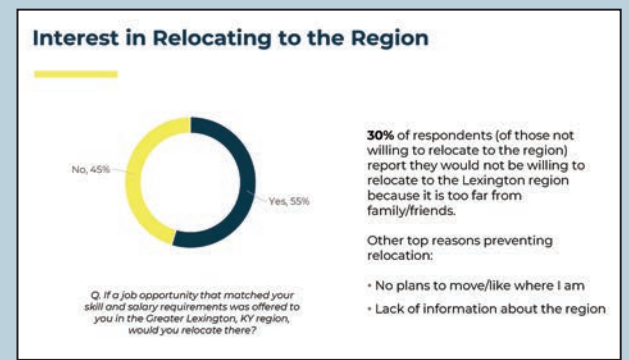 Interest in Relocating to the Region
No, 45%
Yes, 55%
Q. If a job opportunity that matched your
skill and salary requirements was offered to
you in the Greater Lexington, KY region,
would you relocate there?
30% of respondents (of those not
willing to relocate to the region)
report they would not be willing to
relocate to the Lexington region
because it is too far from
family/friends.
Other top reasons preventing
relocation:
• No plans to move/like where I am
• Lack of information about the region